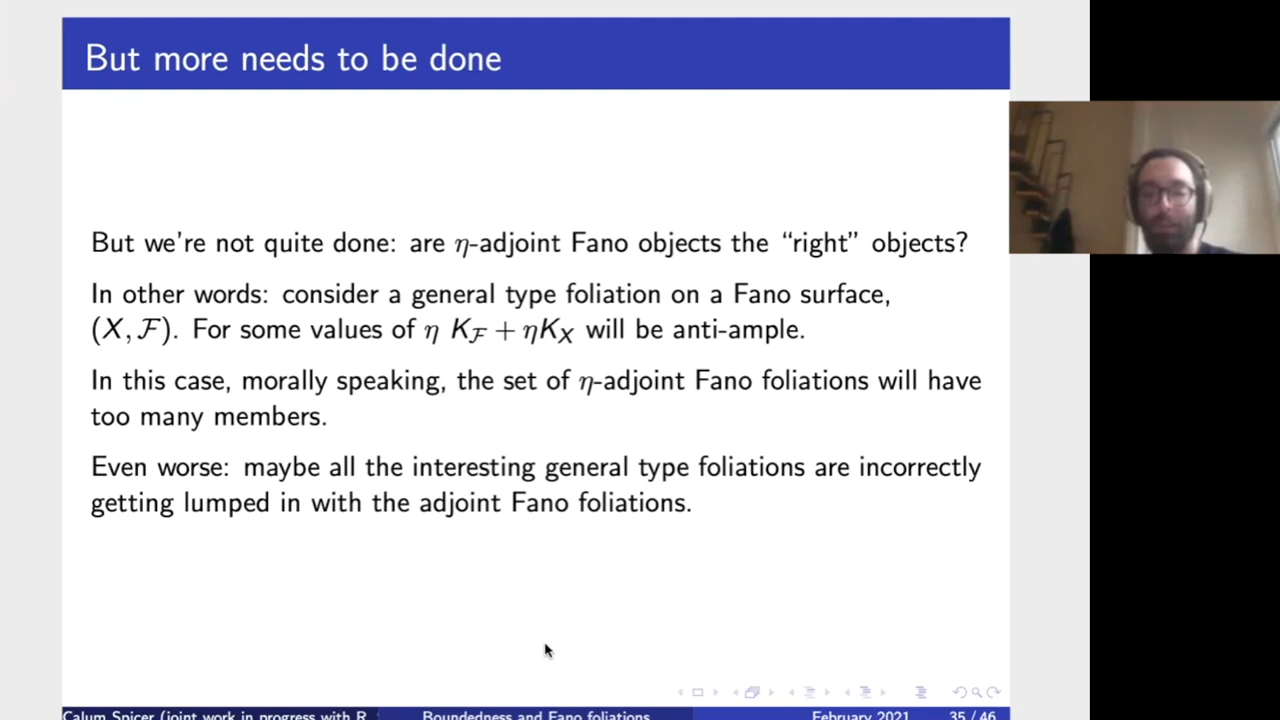 But more needs to be done
But we're not quite done: are η-adjoint Fano objects the “right” objects?
In other words: consider a general type foliation on a Fano surface,
(X, ℱ). For some values of η K_ℱ + ηK_X will be anti-ample.
In this case, morally speaking, the set of η-adjoint Fano foliations will have
too many members.
Even worse: maybe all the interesting general type foliations are incorrectly
getting lumped in with the adjoint Fano foliations.
Calum Spicer (joint work in progress with R.
Boundedness and Fano foliations
February 2021
35 / 46